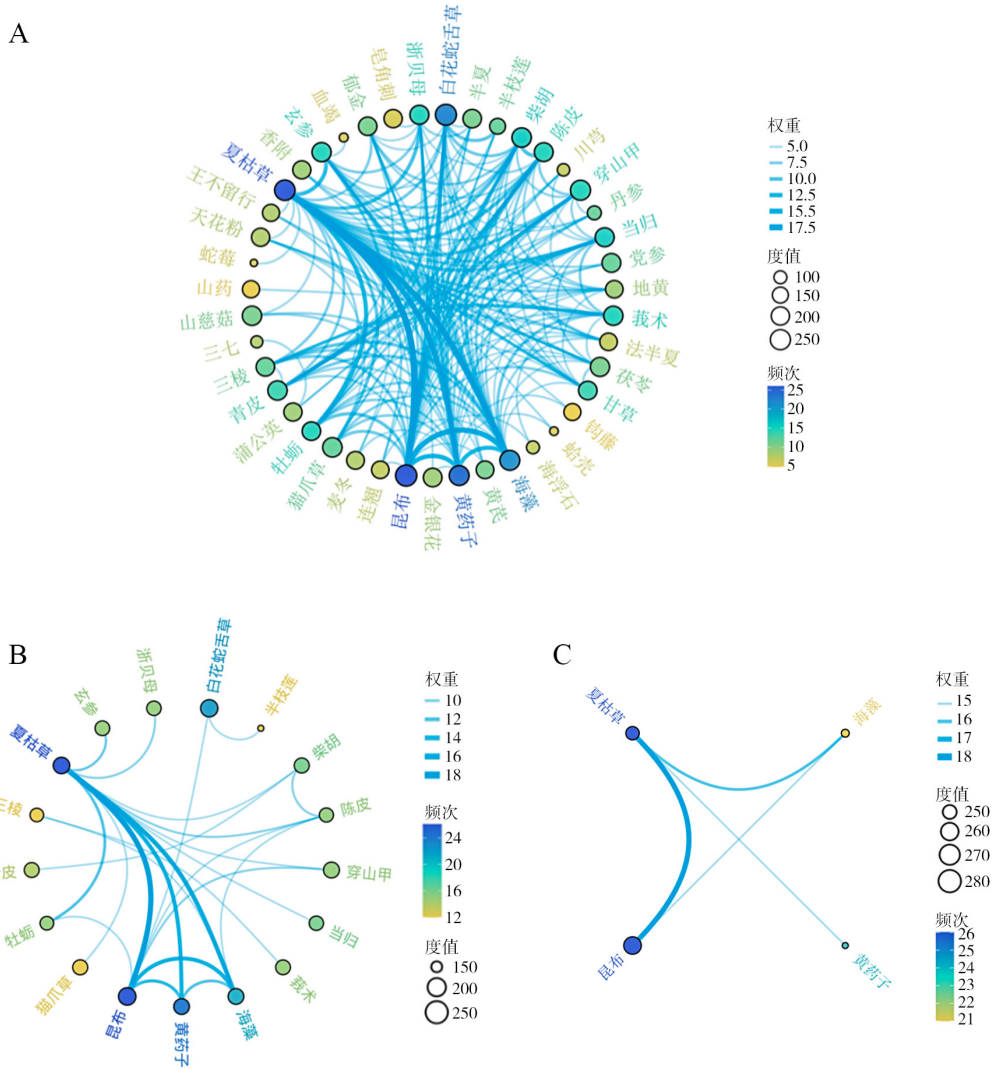 A
白花蛇舌草
半夏
半枝莲
柴胡
陈皮
川芎
穿山甲
丹参
当归
党参
地黄
莪术
法半夏
茯苓
甘草
钩藤
蛤壳
海浮石
海藻
黄芪
黄药子
金银花
昆布
连翘
麦冬
猫爪草
牡蛎
蒲公英
青皮
三棱
三七
山慈菇
山药
蛇莓
天花粉
王不留行
夏枯草
香附
玄参
血竭
郁金
皂角刺
浙贝母
权重
5.0
7.5
10.0
12.5
15.5
17.5
度值
100
150
200
250
频次
25
20
15
10
5
B
白花蛇舌草
半枝莲
柴胡
陈皮
穿山甲
当归
莪术
海藻
黄药子
昆布
猫爪草
牡蛎
皮
三棱
夏枯草
玄参
浙贝母
权重
10
12
14
16
18
频次
24
20
16
12
度值
150
200
250
C
夏枯草
海藻
昆布
黄药子
权重
15
16
17
18
度值
250
260
270
280
频次
26
25
24
23
22
21